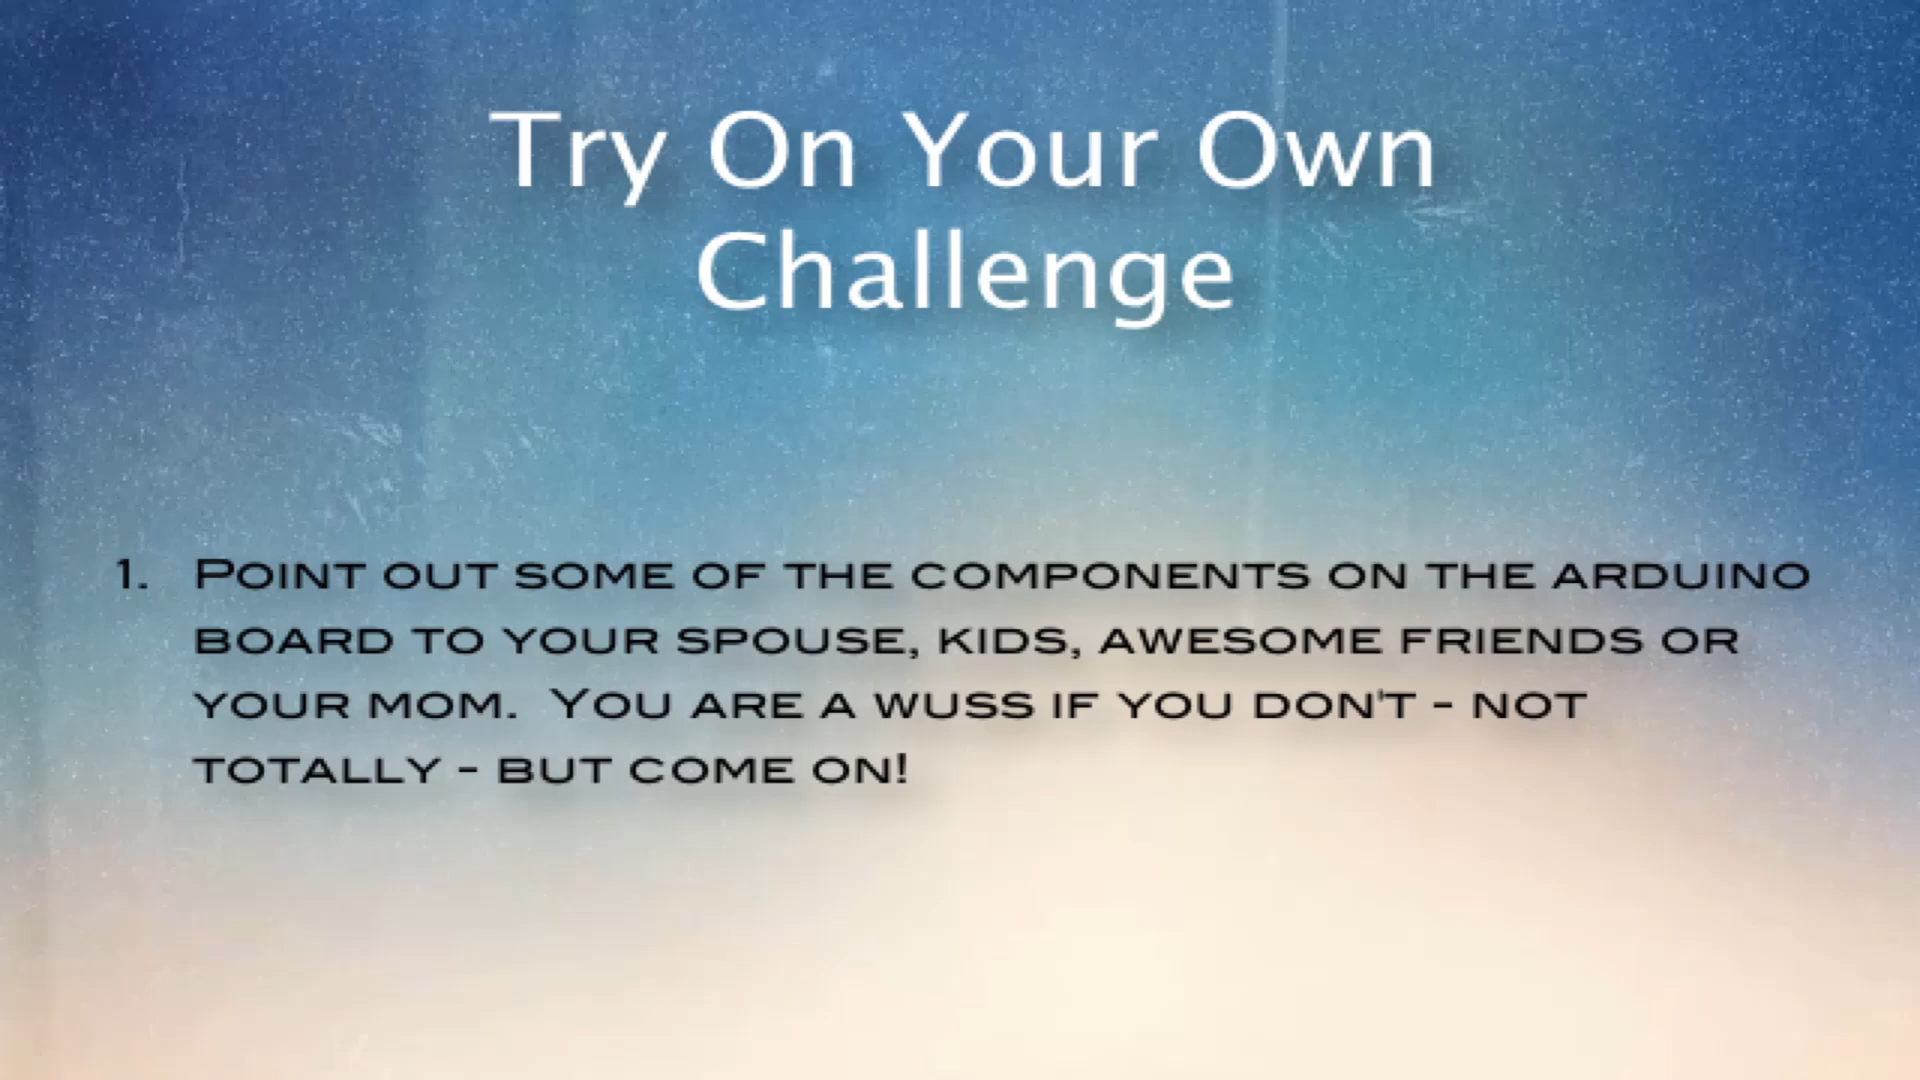 Try On Your Own
Challenge
1. Point out some of the components on the arduino
board to your spouse, kids, awesome friends or
your mom.  You are a wuss if you don't - not
totally - but come on!